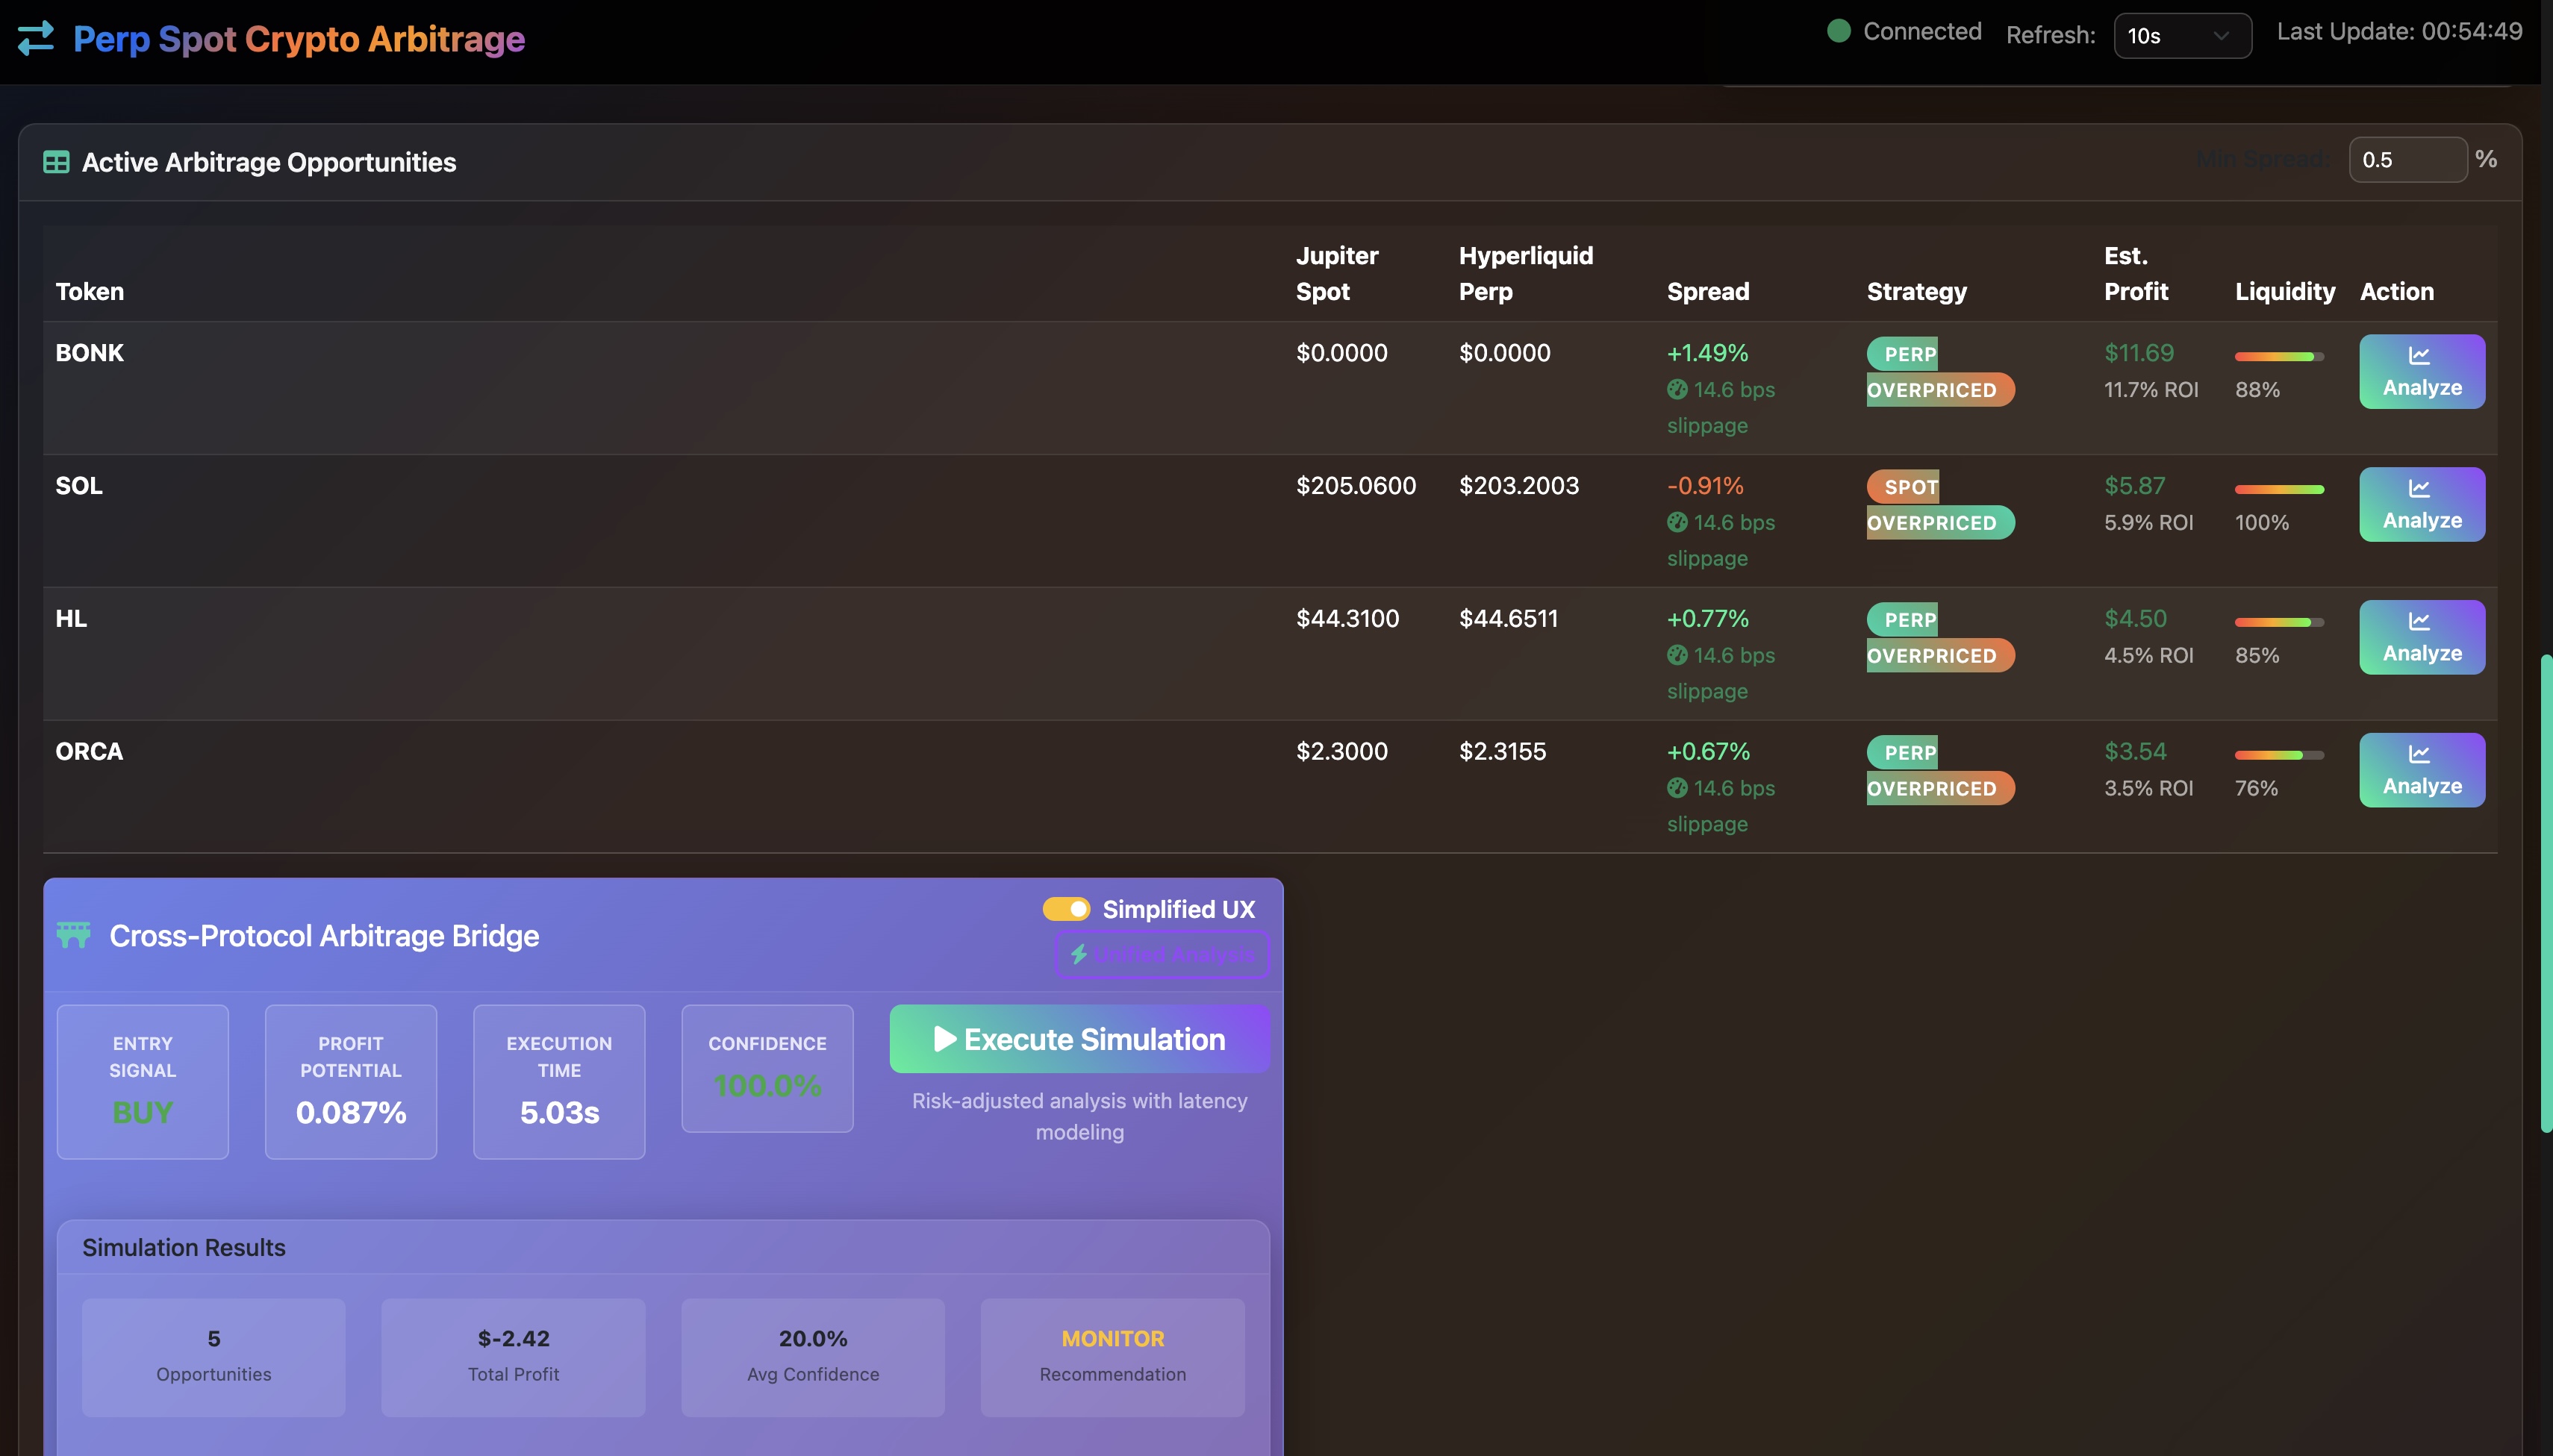 Perp Spot Crypto Arbitrage
Connected
Refresh:
10s
Last Update: 00:54:49
Active Arbitrage Opportunities
Min Spread:
0.5
%
Token
Jupiter
Spot
Hyperliquid
Perp
Spread
Strategy
Est.
Profit
Liquidity
Action
BONK
$0.0000
$0.0000
+1.49%
14.6 bps
slippage
PERP
OVERPRICED
$11.69
11.7% ROI
88%
Analyze
SOL
$205.0600
$203.2003
-0.91%
14.6 bps
slippage
SPOT
OVERPRICED
$5.87
5.9% ROI
100%
Analyze
HL
$44.3100
$44.6511
+0.77%
14.6 bps
slippage
PERP
OVERPRICED
$4.50
4.5% ROI
85%
Analyze
ORCA
$2.3000
$2.3155
+0.67%
14.6 bps
slippage
PERP
OVERPRICED
$3.54
3.5% ROI
76%
Analyze
Cross-Protocol Arbitrage Bridge
Simplified UX
Unified Analysis
ENTRY
SIGNAL
BUY
PROFIT
POTENTIAL
0.087%
EXECUTION
TIME
5.03s
CONFIDENCE
100.0%
Execute Simulation
Risk-adjusted analysis with latency
modeling
Simulation Results
5
Opportunities
$-2.42
Total Profit
20.0%
Avg Confidence
MONITOR
Recommendation